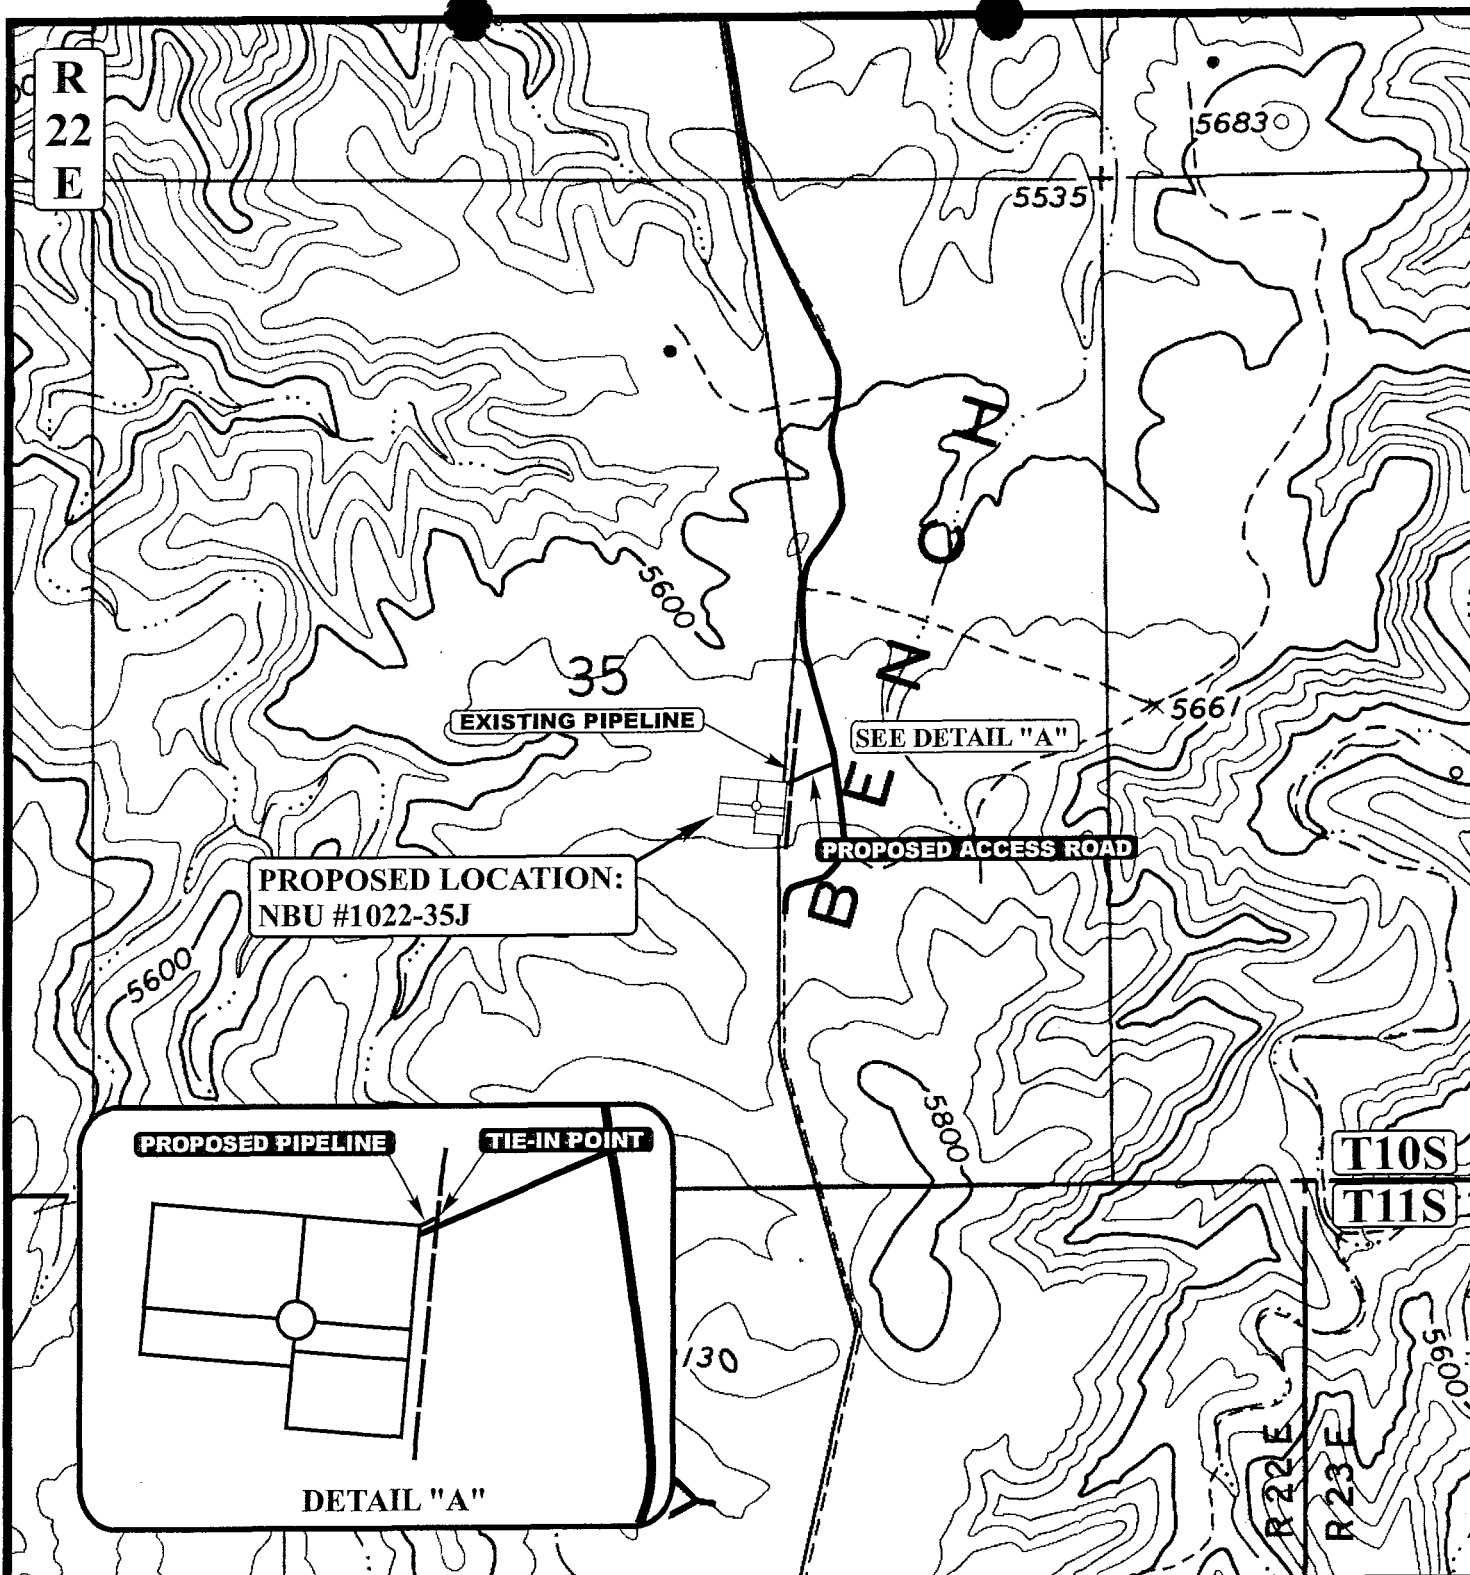 R
22
E
5683
5535
H
O
N
E
B
5600
35
EXISTING PIPELINE
SEE DETAIL "A"
5661
PROPOSED ACCESS ROAD
PROPOSED LOCATION:
NBU #1022-35J
5600
5800
T10S
T11S
PROPOSED PIPELINE
TIE-IN POINT
DETAIL "A"
130
5600
R 22 E
R 23 E